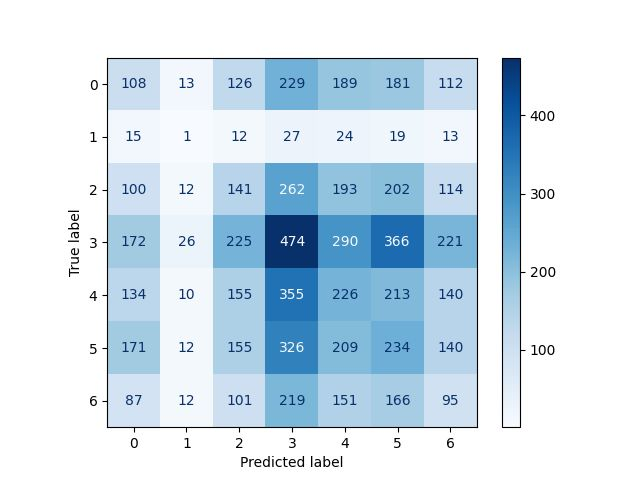 0 108 13 126 229 189 181 112
1 15 1 12 27 24 19 13
2 100 12 141 262 193 202 114
3 172 26 225 474 290 366 221
4 134 10 155 355 226 213 140
5 171 12 155 326 209 234 140
6 87 12 101 219 151 166 95
0 1 2 3 4 5 6
Predicted label
True label
400
300
200
100